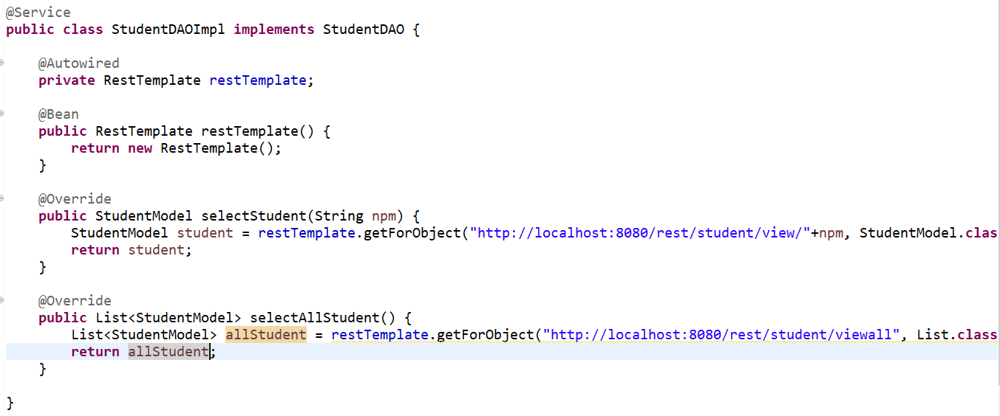 @Service
public class StudentDAOImpl implements StudentDAO {
@Autowired
private RestTemplate restTemplate;
@Bean
public RestTemplate restTemplate() {
return new RestTemplate();
}
@Override
public StudentModel selectStudent(String npm) {
StudentModel student = restTemplate.getForObject("http://localhost:8080/rest/student/view/"+npm, StudentModel.clas
return student;
}
@Override
public List<StudentModel> selectAllStudent() {
List<StudentModel> allStudent = restTemplate.getForObject("http://localhost:8080/rest/student/viewall", List.class
return allStudent;
}
}